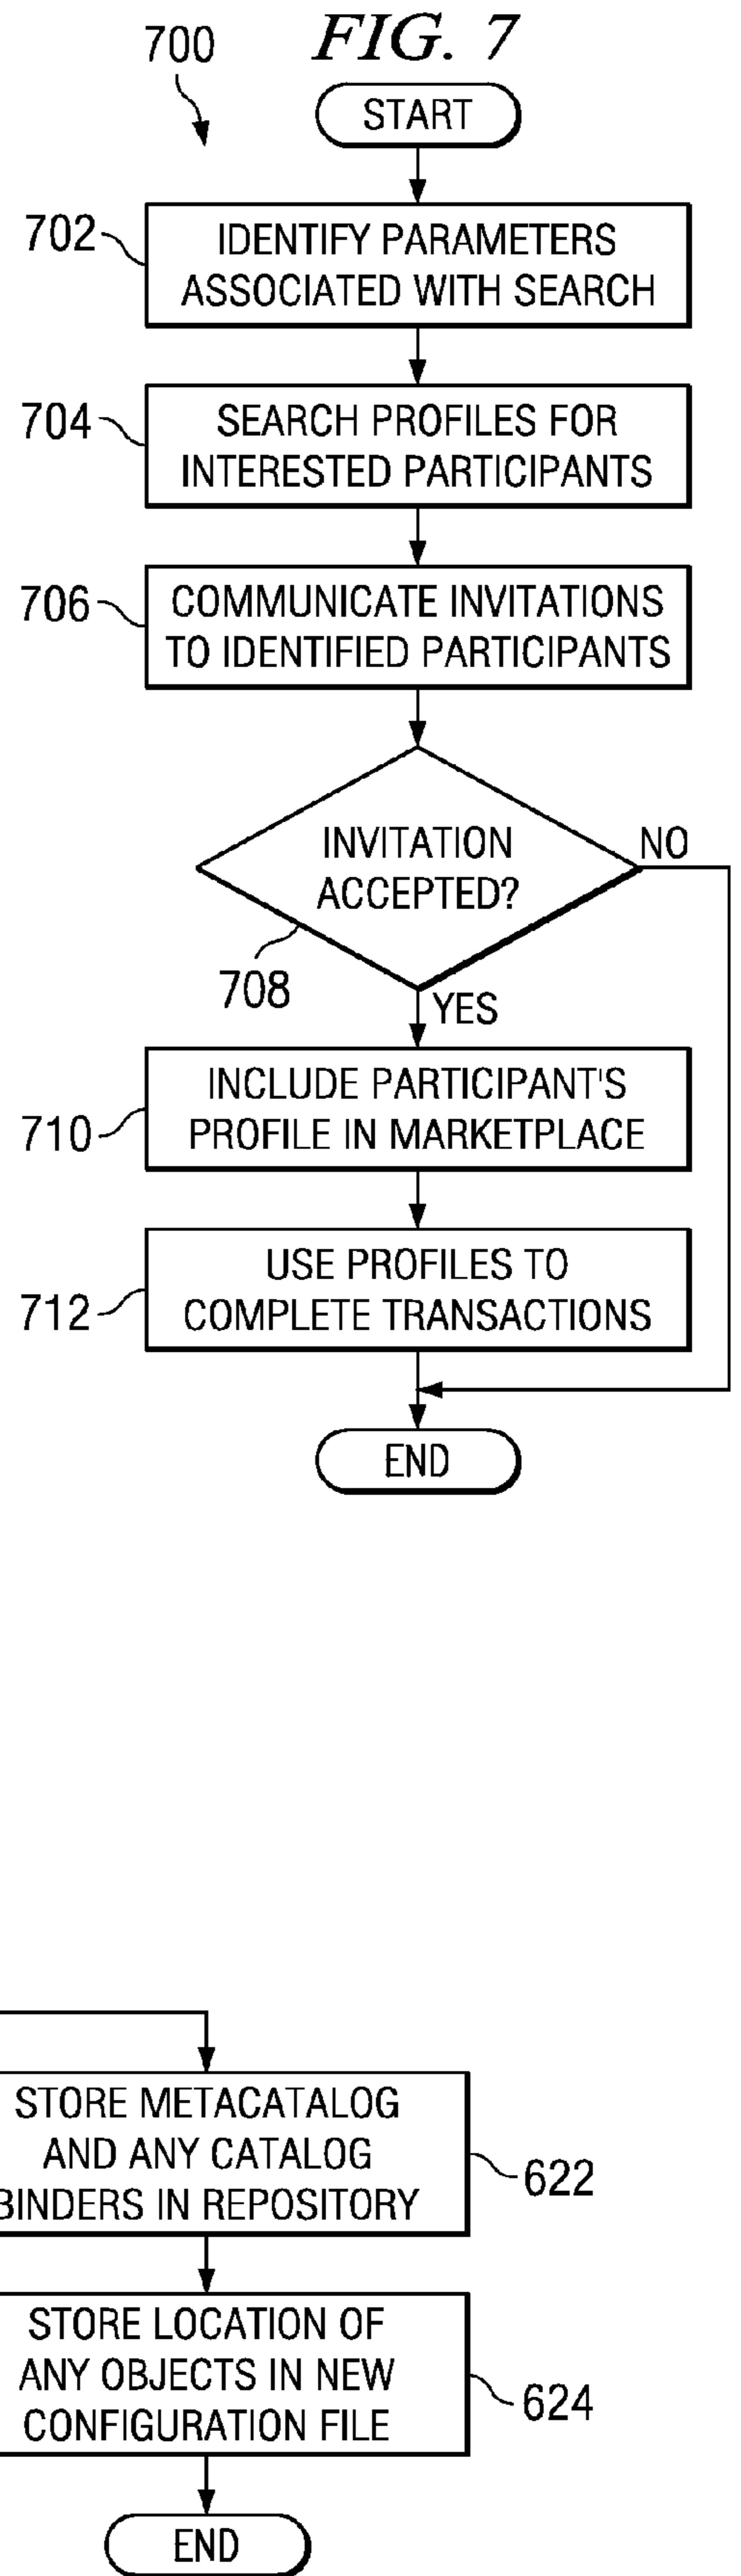 700
FIG. 7
START
702
IDENTIFY PARAMETERS
ASSOCIATED WITH SEARCH
704
SEARCH PROFILES FOR
INTERESTED PARTICIPANTS
706
COMMUNICATE INVITATIONS
TO IDENTIFIED PARTICIPANTS
INVITATION
ACCEPTED?
NO
708
YES
710
INCLUDE PARTICIPANT'S
PROFILE IN MARKETPLACE
712
USE PROFILES TO
COMPLETE TRANSACTIONS
END
STORE METACATALOG
AND ANY CATALOG
BINDERS IN REPOSITORY
622
STORE LOCATION OF
ANY OBJECTS IN NEW
CONFIGURATION FILE
624
END